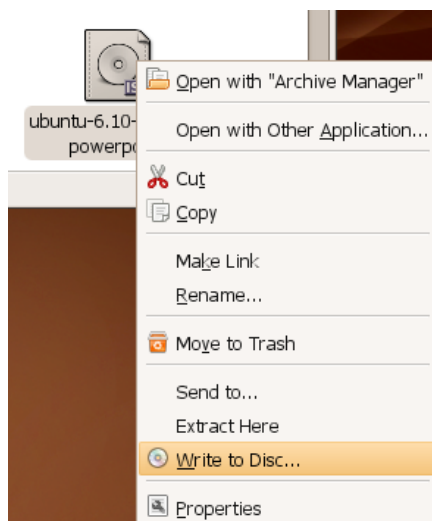 ubuntu-6.10-
powerp
Open with "Archive Manager"
Open with Other Application...
Cut
Copy
Make Link
Rename...
Move to Trash
Send to...
Extract Here
Write to Disc...
Properties